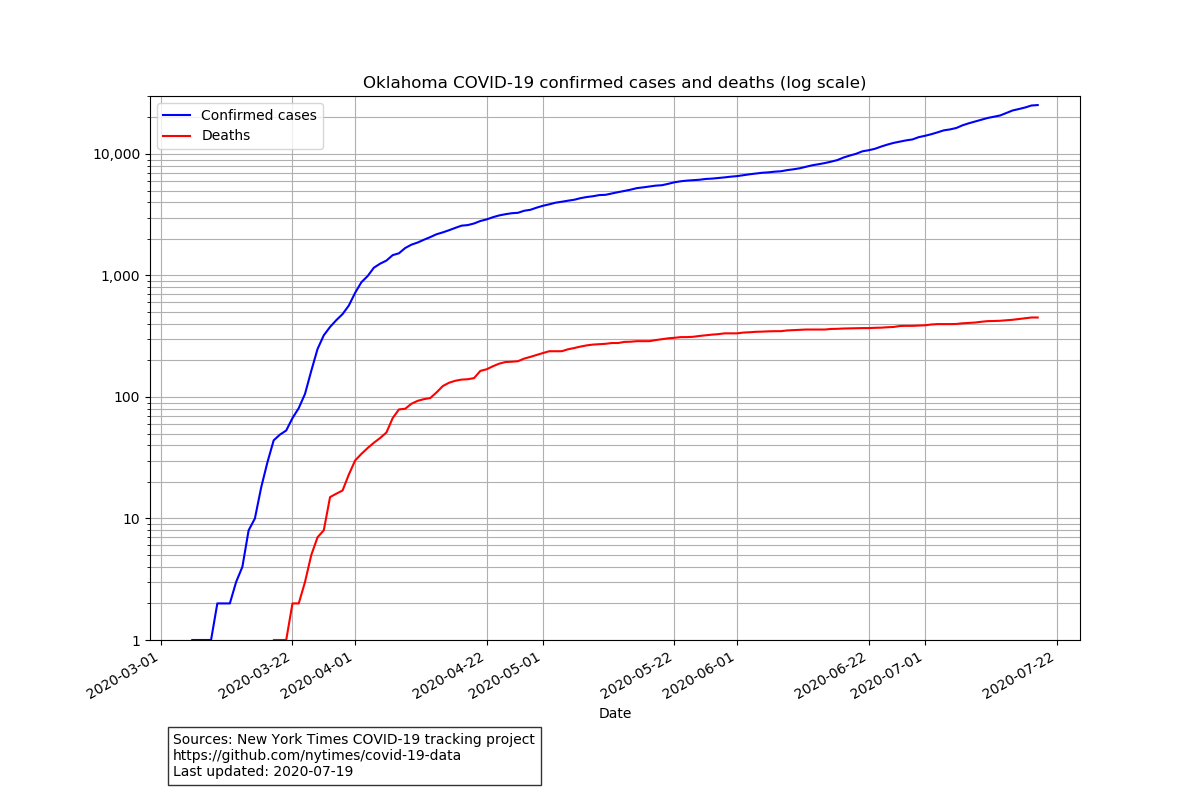 Oklahoma COVID-19 confirmed cases and deaths (log scale)
Confirmed cases
Deaths
10,000
1,000
100
10
1
2020-03-01
2020-03-22
2020-04-01
2020-04-22
2020-05-01
2020-05-22
2020-06-01
2020-06-22
2020-07-01
2020-07-22
Date
Sources: New York Times COVID-19 tracking project
https://github.com/nytimes/covid-19-data
Last updated: 2020-07-19